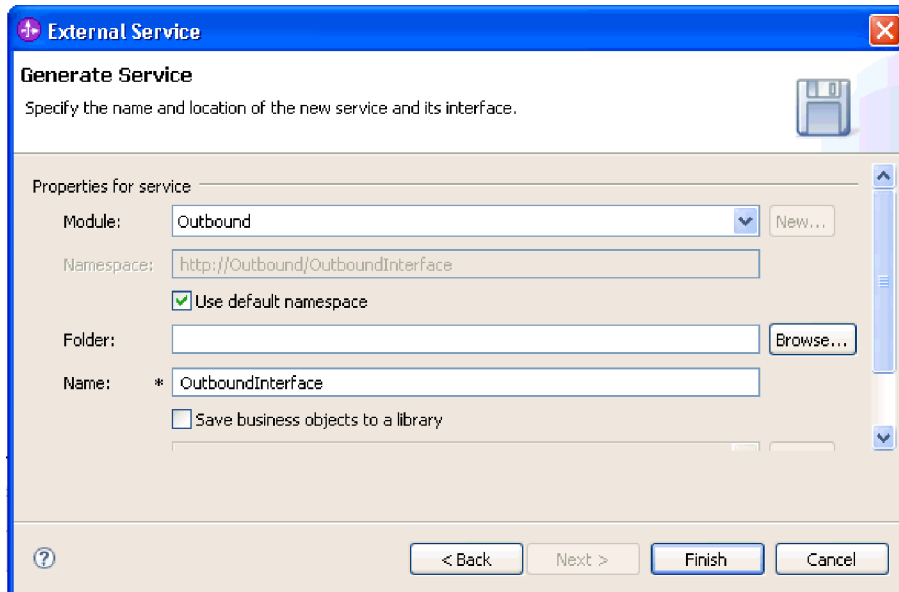 External Service
Generate Service
Specify the name and location of the new service and its interface.
Properties for service
Module: Outbound New...
Namespace: http://Outbound/OutboundInterface
Use default namespace
Folder: Browse...
Name: * OutboundInterface
Save business objects to a library
? < Back Next > Finish Cancel